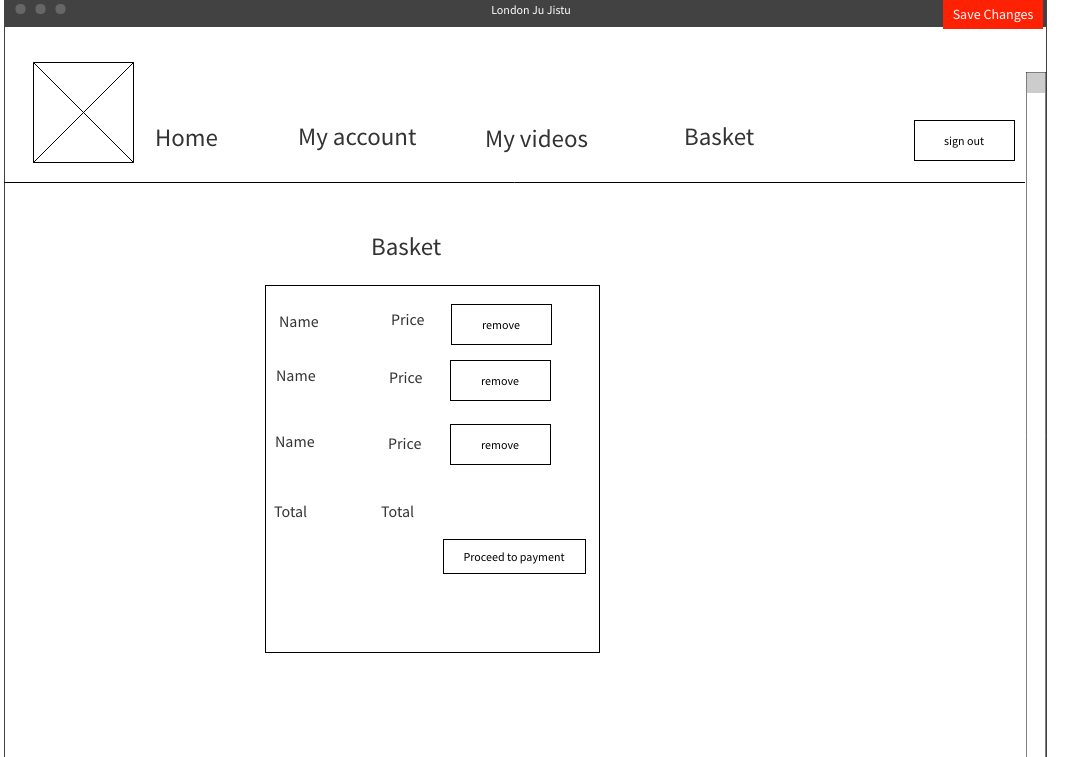 London Ju Jistu
Save Changes
Home My account My videos Basket sign out
Basket
Name Price remove
Name Price remove
Name Price remove
Total Total
Proceed to payment